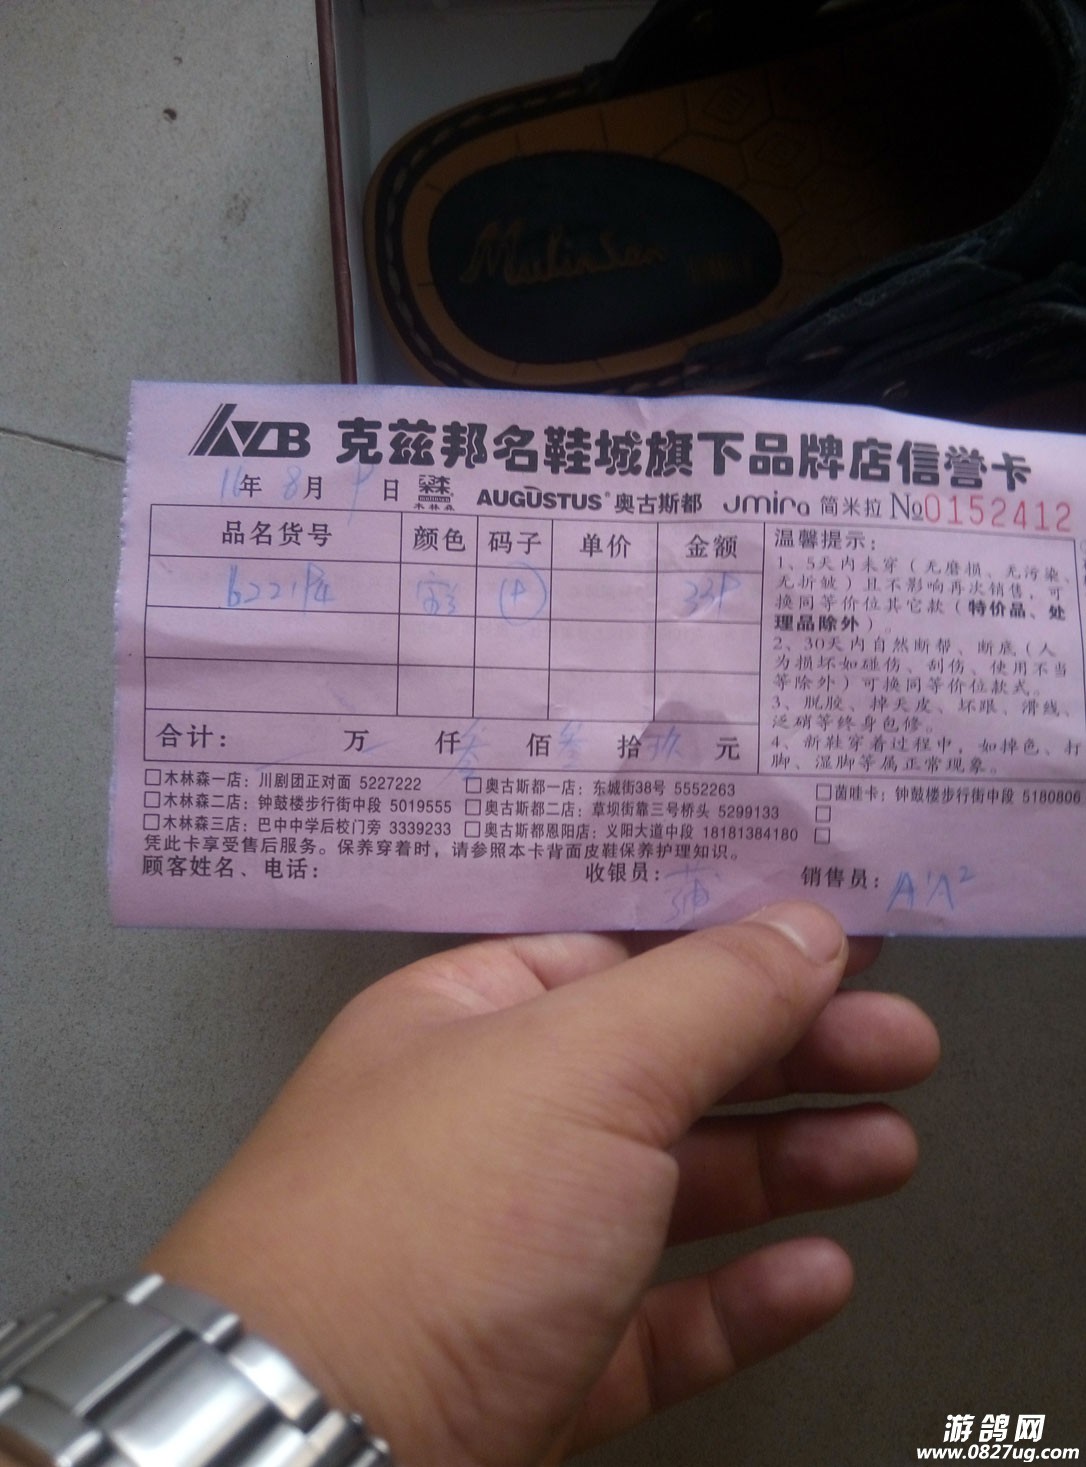 MulinSen
KZB 克兹邦名鞋城旗下品牌店信誉卡
16年 8月 9日 木林森 AUGUSTUS® 奥古斯都 Jmira 简米拉 №0152412
品名货号 颜色 码子 单价 金额
339
合计： 万 仟 叁佰 叁拾 玖元
温馨提示：
1、5天内未穿（无磨损、无污染、
无折皱）且不影响再次销售，可
换同等价位其它款（特价品、处
理品除外）。
2、30天内自然断帮、断底（人
为损坏如碰伤、刮伤、使用不当
等除外）可换同等价位款式。
3、脱胶、掉天皮、坏跟、滑线、
泛硝等终身包修。
4、新鞋穿着过程中，如掉色、打
脚、湿脚等属正常现象。
木林森一店：川剧团正对面 5227222 奥古斯都一店：东城街38号 5552263 茵哇卡：钟鼓楼步行街中段 5180806
木林森二店：钟鼓楼步行街中段 5019555 奥古斯都二店：草坝街靠三号桥头 5299133
木林森三店：巴中中学后校门旁 3339233 奥古斯都恩阳店：义阳大道中段 18181384180
凭此卡享受售后服务。保养穿着时，请参照本卡背面皮鞋保养护理知识。
顾客姓名、电话： 收银员：蒲 销售员：A'A²
游鸽网
www.0827ug.com